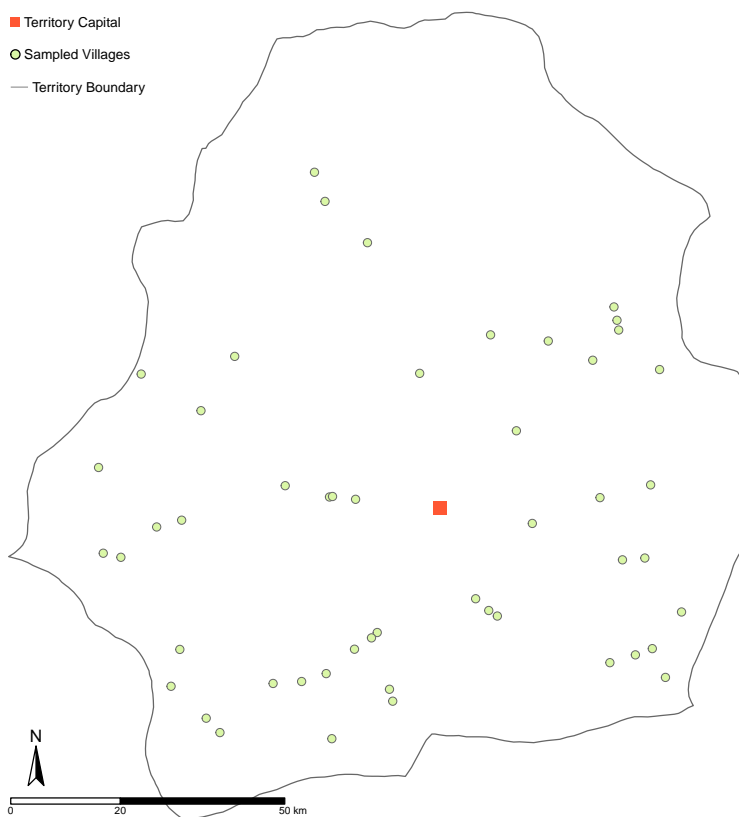 Territory Capital
Sampled Villages
Territory Boundary
N
0 20 50 km